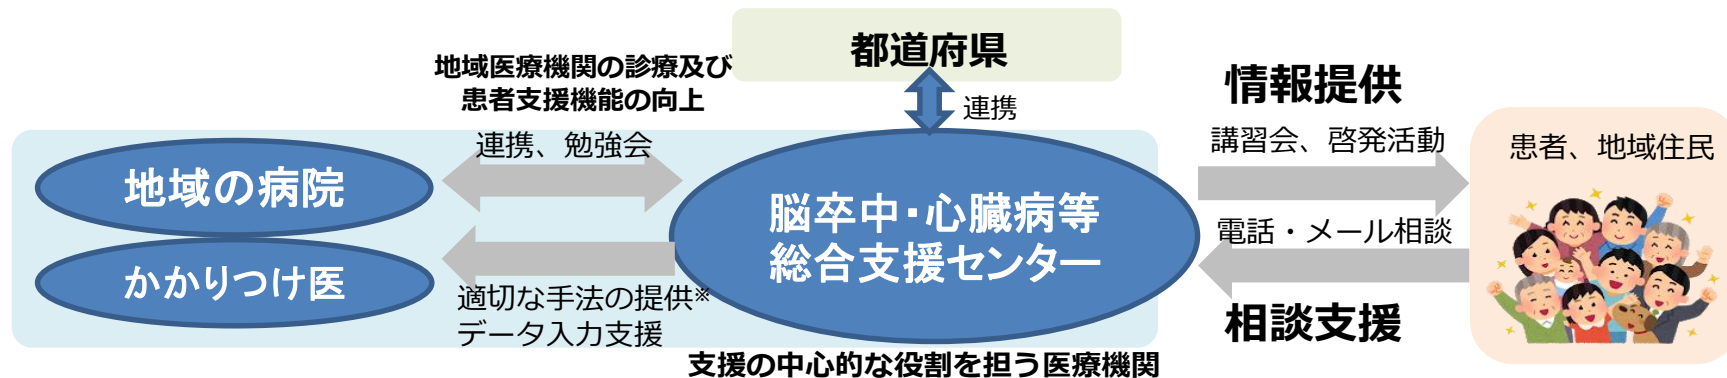 都道府県
地域医療機関の診療及び
患者支援機能の向上
連携
情報提供
連携、勉強会
講習会、啓発活動
患者、地域住民
地域の病院
脳卒中・心臓病等
総合支援センター
電話・メール相談
かかりつけ医
適切な手法の提供※
データ入力支援
相談支援
支援の中心的な役割を担う医療機関